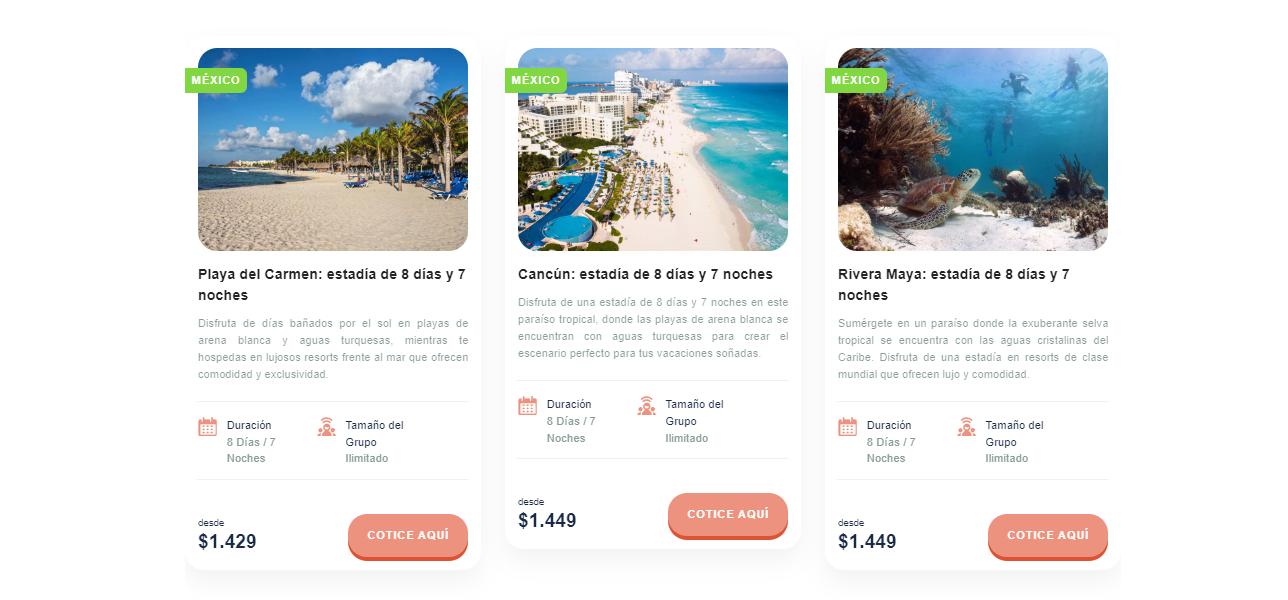 MÉXICO
Playa del Carmen: estadía de 8 días y 7
noches
Disfruta de días bañados por el sol en playas de
arena blanca y aguas turquesas, mientras te
hospedas en lujosos resorts frente al mar que ofrecen
comodidad y exclusividad.
Duración
8 Días / 7
Noches
Tamaño del
Grupo
Ilimitado
desde
$1.429
COTICE AQUÍ
MÉXICO
Cancún: estadía de 8 días y 7 noches
Disfruta de una estadía de 8 días y 7 noches en este
paraíso tropical, donde las playas de arena blanca se
encuentran con aguas turquesas para crear el
escenario perfecto para tus vacaciones soñadas.
Duración
8 Días / 7
Noches
Tamaño del
Grupo
Ilimitado
desde
$1.449
COTICE AQUÍ
MÉXICO
Rivera Maya: estadía de 8 días y 7
noches
Sumérgete en un paraíso donde la exuberante selva
tropical se encuentra con las aguas cristalinas del
Caribe. Disfruta de una estadía en resorts de clase
mundial que ofrecen lujo y comodidad.
Duración
8 Días / 7
Noches
Tamaño del
Grupo
Ilimitado
desde
$1.449
COTICE AQUÍ